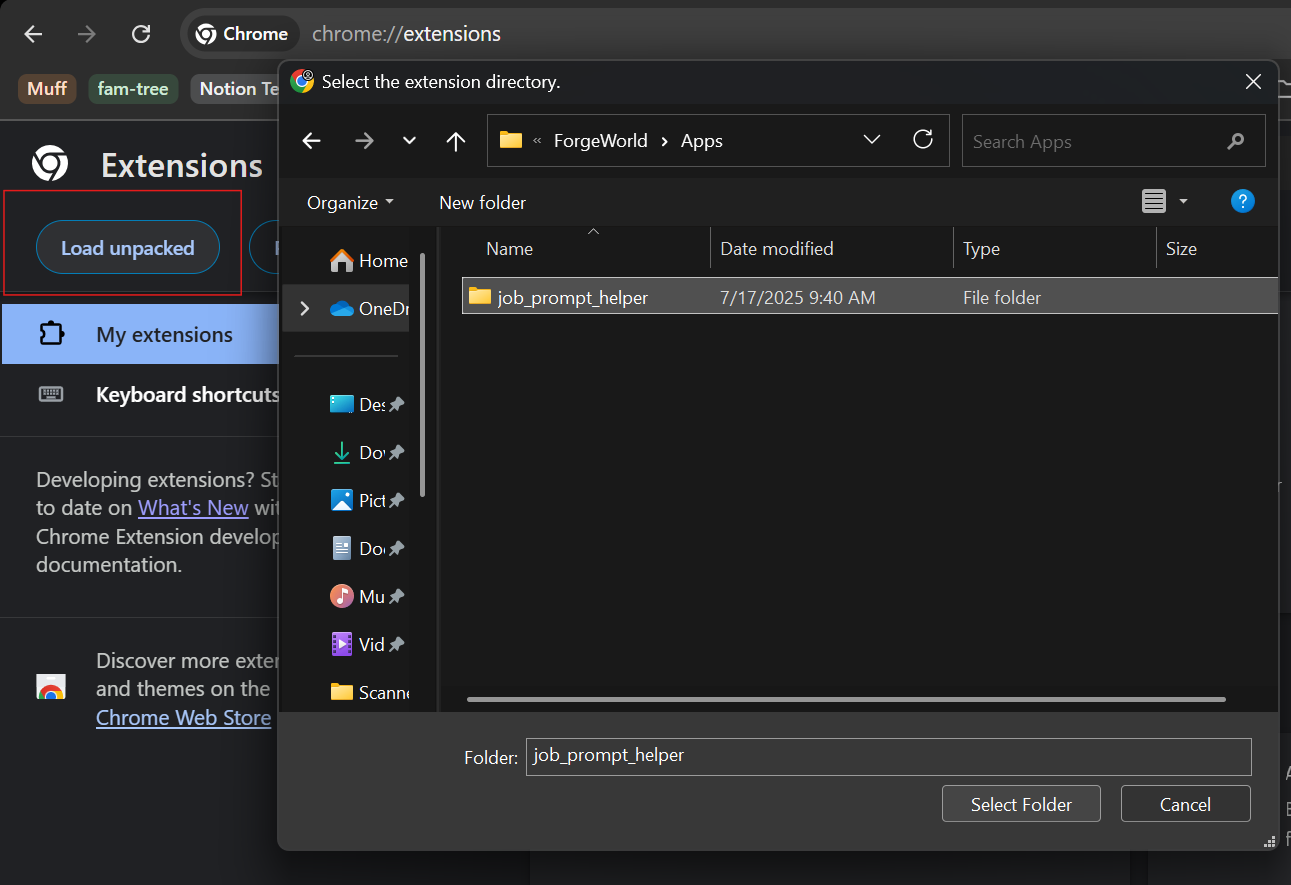 Chrome chrome://extensions
Muff fam-tree Notion Te
Select the extension directory.
« ForgeWorld > Apps
Search Apps
Extensions
Load unpacked
Organize
New folder
Name
Date modified
Type
Size
Home
OneDr
job_prompt_helper
7/17/2025 9:40 AM
File folder
My extensions
Keyboard shortcuts
Des
Dov
Pict
Doc
Mu
Vid
Scanne
Developing extensions? St
to date on What's New wit
Chrome Extension develop
documentation.
Discover more exter
and themes on the
Chrome Web Store
Folder: job_prompt_helper
Select Folder
Cancel